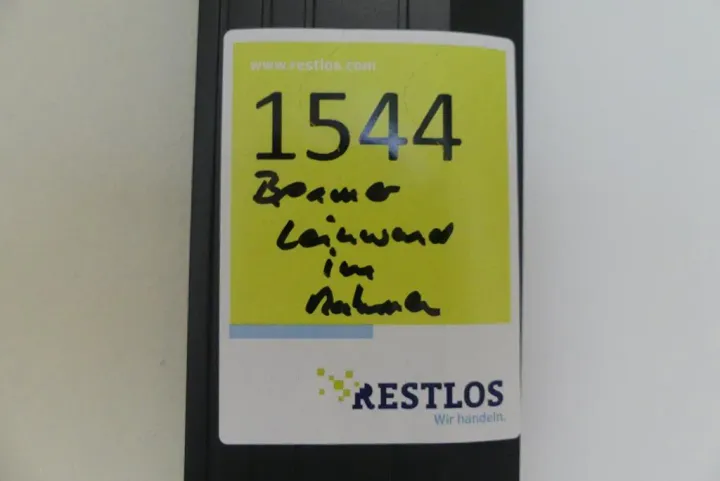 www.restlos.com
1544
Beamer
Leinwand
im
Rahmen
RESTLOS
Wir handeln.